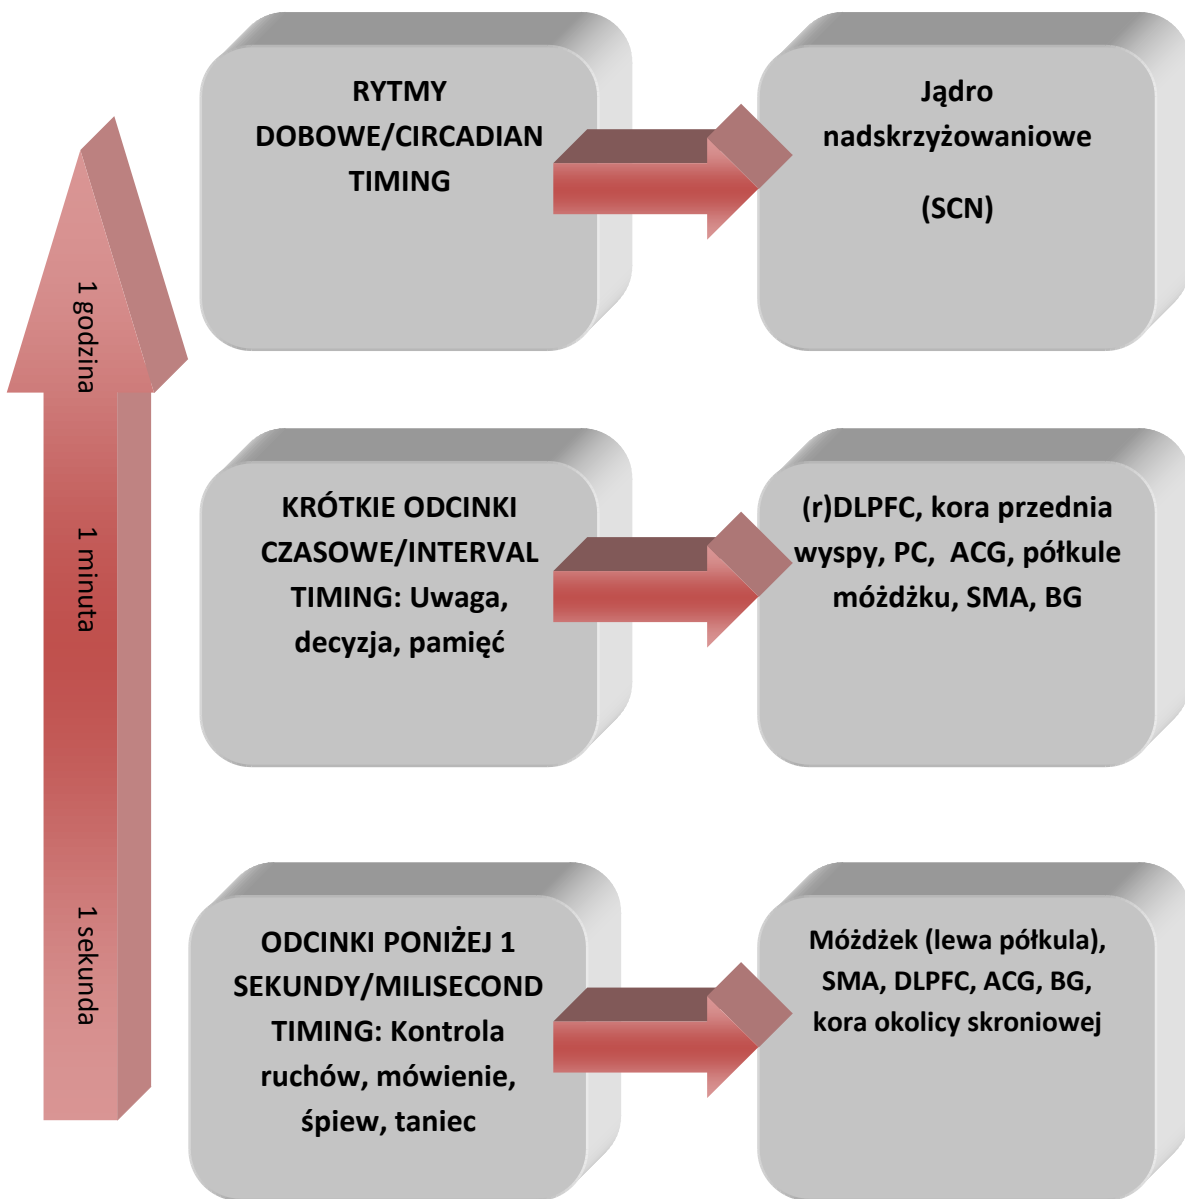 RYTMY
DOBOWE/CIRCADIAN
TIMING
Jądro
nadskrzyżowaniowe
(SCN)
1 godzina
KRÓTKIE ODCINKI
CZASOWE/INTERVAL
TIMING: Uwaga,
decyzja, pamięć
(r)DLPFC, kora przednia
wyspy, PC, ACG, półkule
móżdżku, SMA, BG
1 minuta
ODCINKI PONIŻEJ 1
SEKUNDY/MILISECOND
TIMING: Kontrola
ruchów, mówienie,
śpiew, taniec
Móżdżek (lewa półkula),
SMA, DLPFC, ACG, BG,
kora okolicy skroniowej
1 sekunda